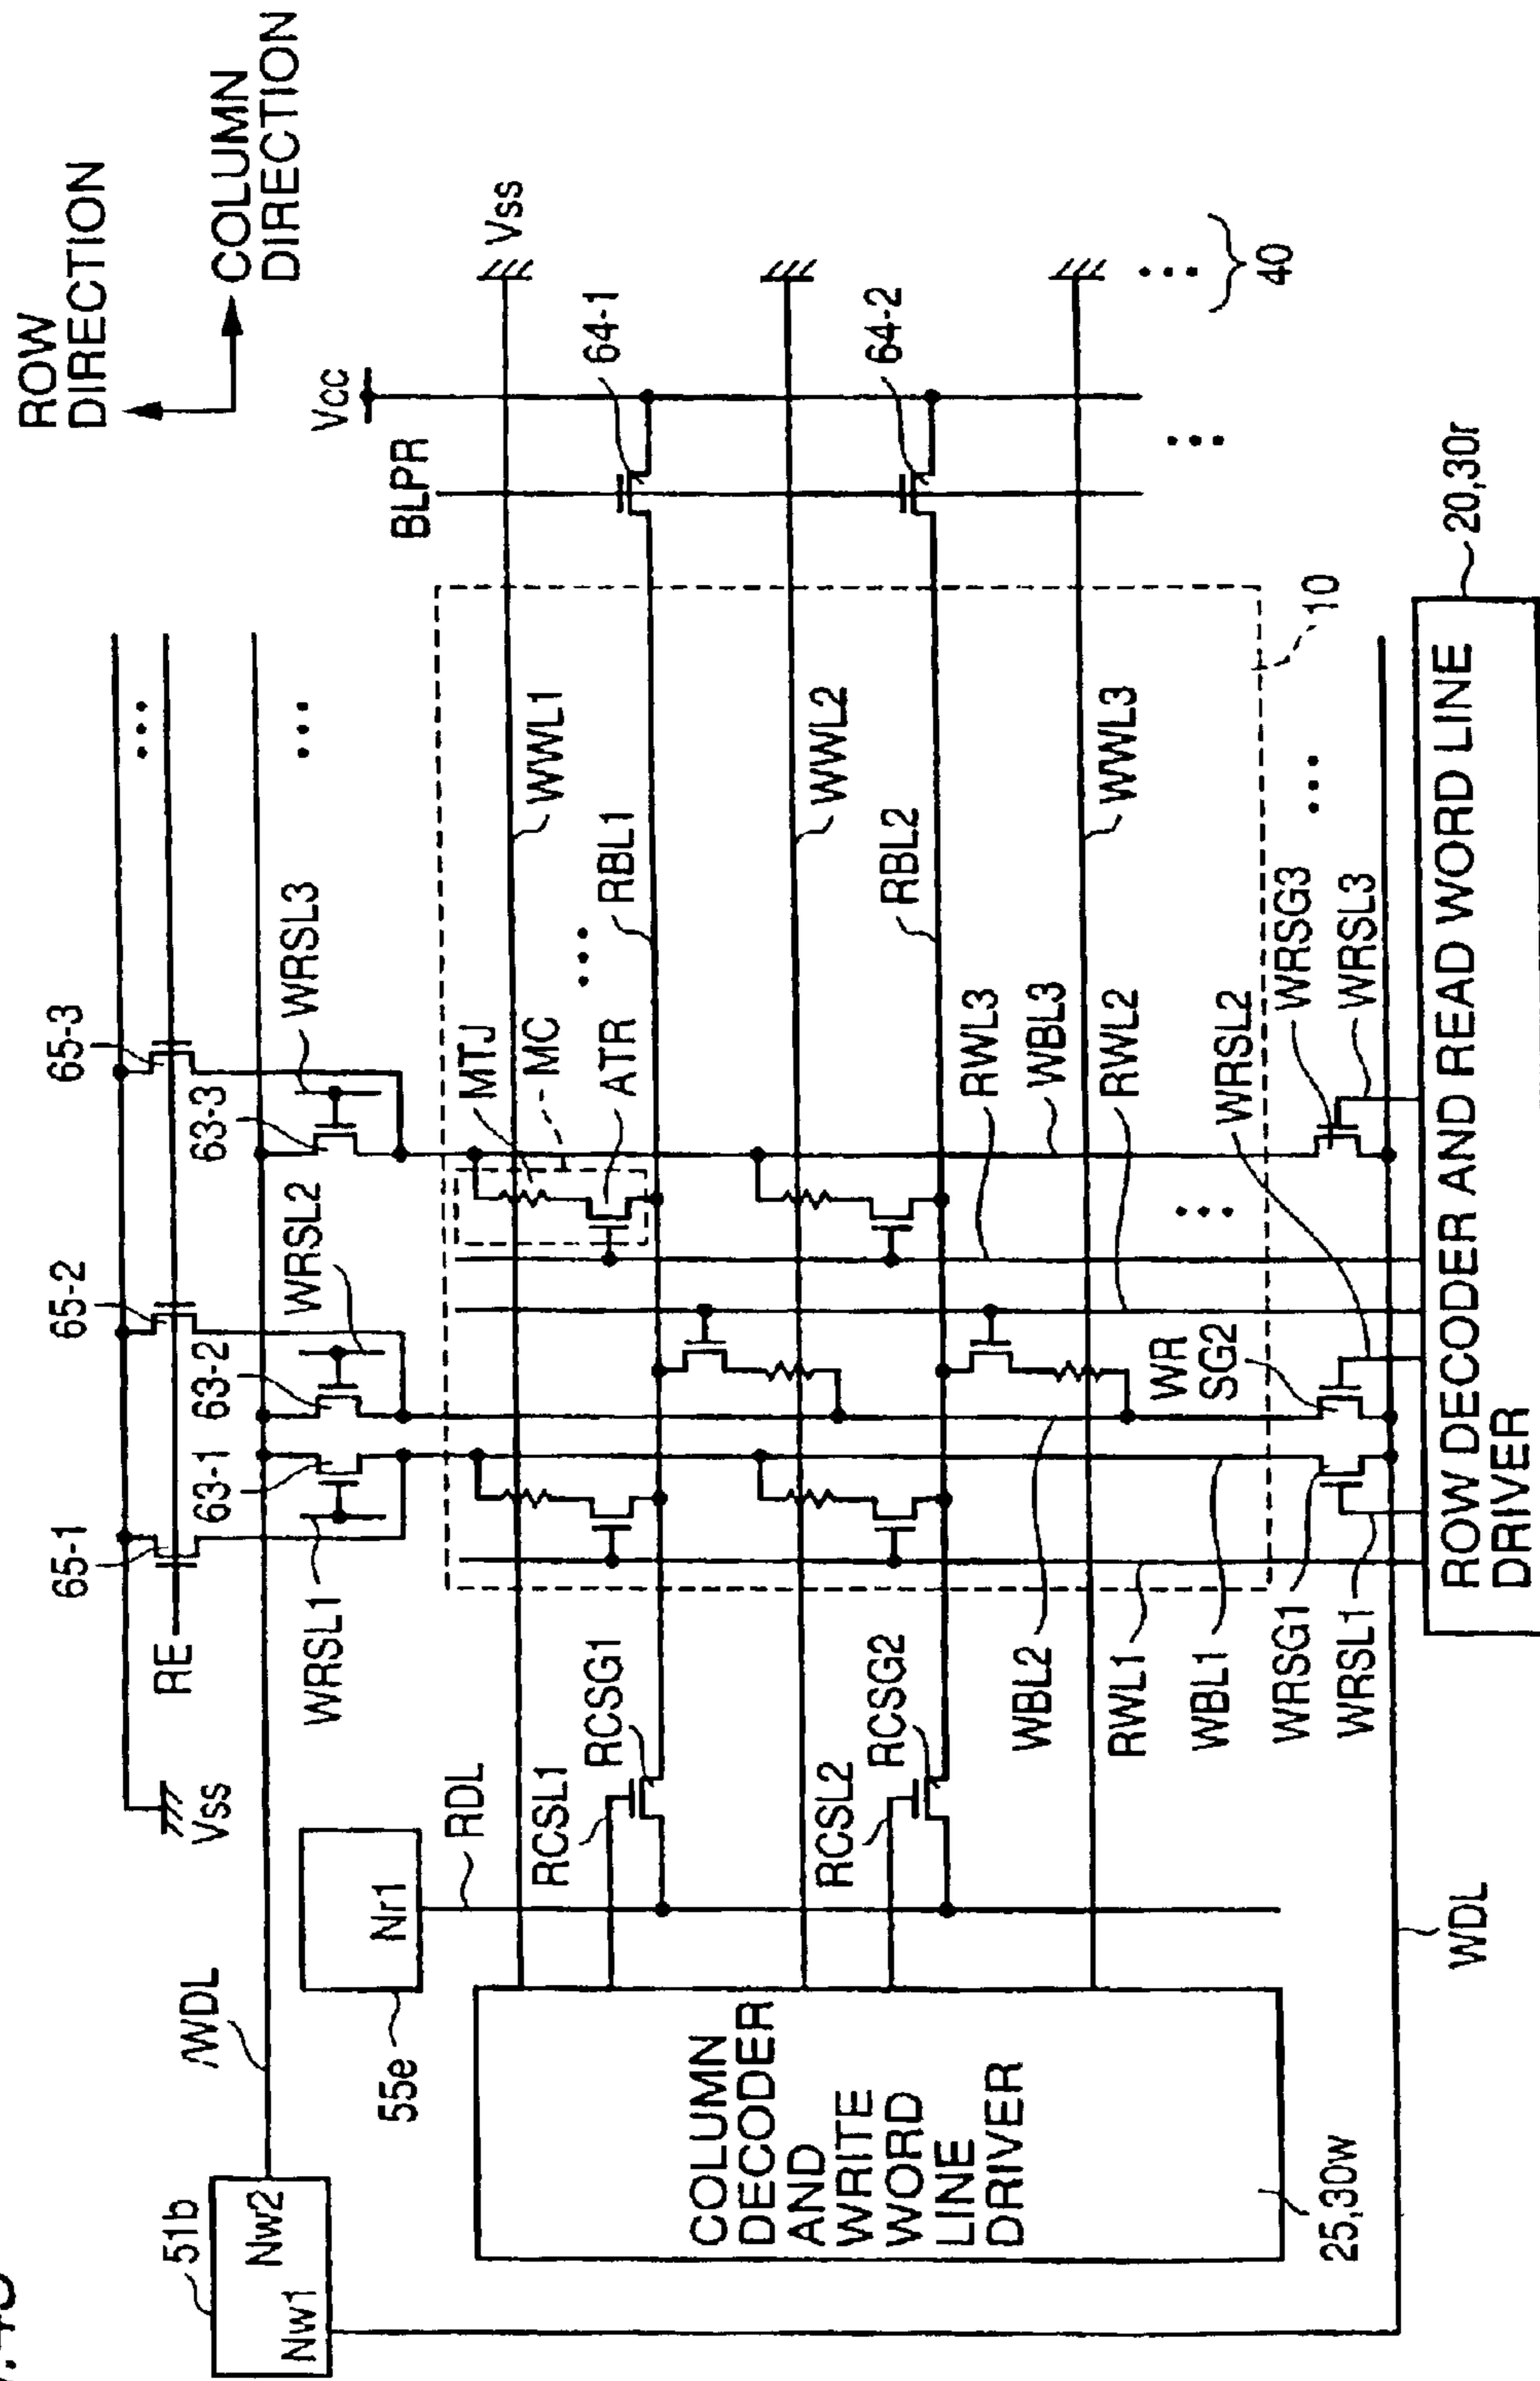 ROW
DIRECTION
COLUMN
DIRECTION
51b
Nw2
Nw1
/WDL
Vss
RE
65-1
65-2
65-3
63-1
63-2
63-3
WRSL1
WRSL2
WRSL3
Vcc
BLPR
Vss
55e
Nr1
RDL
MTJ
MC
ATR
WWL1
RBL1
64-1
RCSL1
RCSG1
COLUMN
DECODER
AND
WRITE
WORD
LINE
DRIVER
25,30w
WWL2
RBL2
64-2
RCSL2
RCSG2
WWL3
40
10
RWL3
WBL3
RWL2
WRSL2
WRSG3
WRSL3
WR
SG2
WBL2
RWL1
WBL1
WRSG1
WRSL1
WDL
ROW DECODER AND READ WORD LINE
DRIVER
20,30r